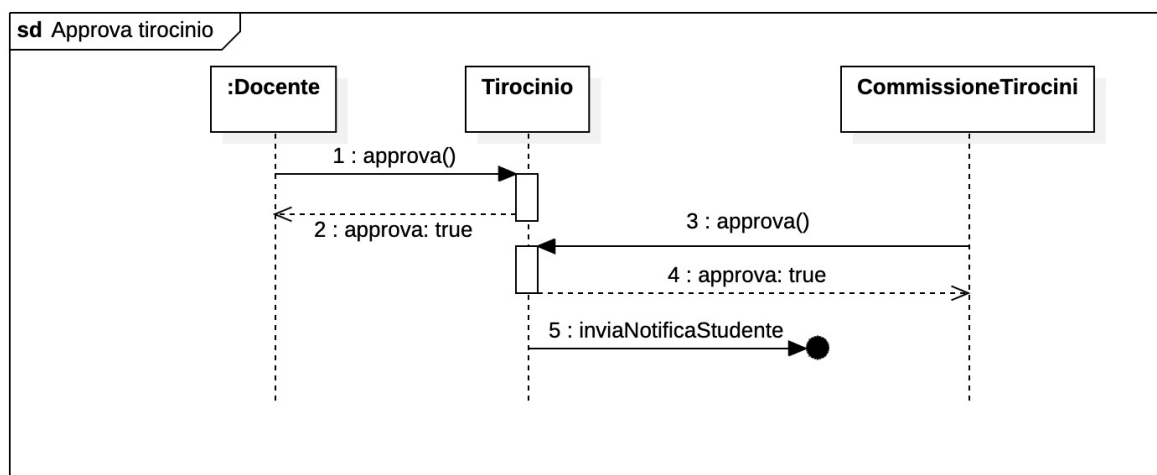 sd Approva tirocinio
:Docente
Tirocinio
CommissioneTirocini
1 : approva()
2 : approva: true
3 : approva()
4 : approva: true
5 : inviaNotificaStudente